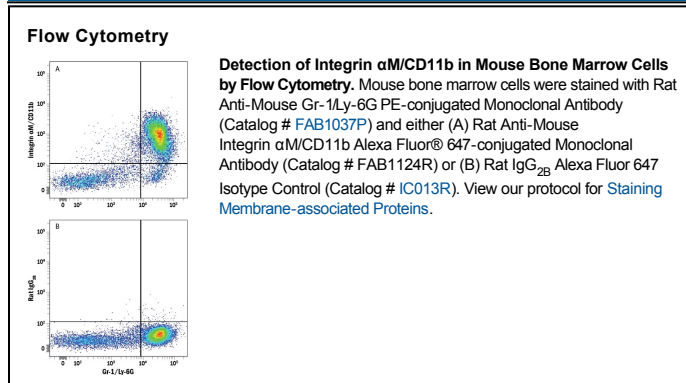 Flow Cytometry
A
10⁵
10⁴
10³
10²
0
Integrin αM/CD11b
0 10² 10³ 10⁴ 10⁵
B
10⁵
10⁴
10³
10²
0
Rat IgG2B
0 10² 10³ 10⁴ 10⁵
Gr-1/Ly-6G
Detection of Integrin αM/CD11b in Mouse Bone Marrow Cells
by Flow Cytometry. Mouse bone marrow cells were stained with Rat
Anti-Mouse Gr-1/Ly-6G PE-conjugated Monoclonal Antibody
(Catalog # FAB1037P) and either (A) Rat Anti-Mouse
Integrin αM/CD11b Alexa Fluor® 647-conjugated Monoclonal
Antibody (Catalog # FAB1124R) or (B) Rat IgG2B Alexa Fluor 647
Isotype Control (Catalog # IC013R). View our protocol for Staining
Membrane-associated Proteins.